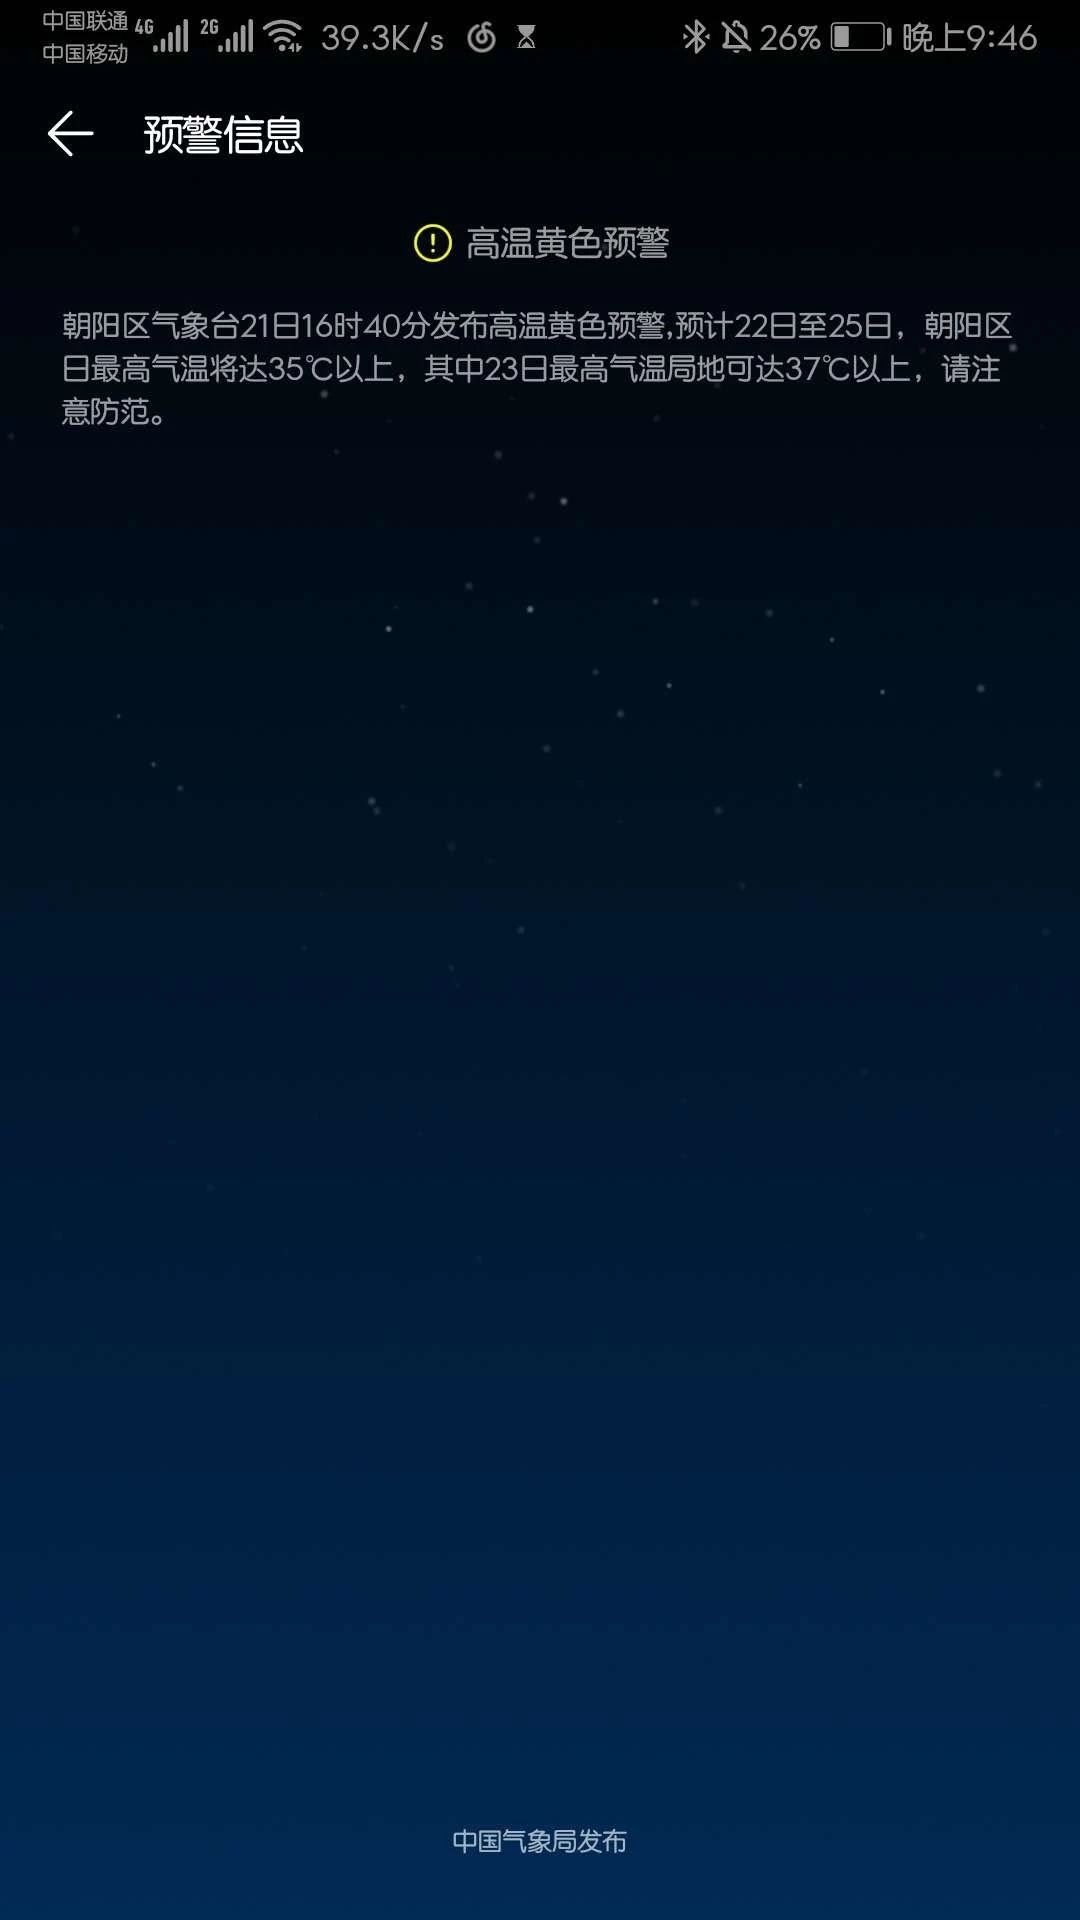 中国联通 4G 2G 39.3K/s 26% 晚上9:46
中国移动
预警信息
高温黄色预警
朝阳区气象台21日16时40分发布高温黄色预警,预计22日至25日，朝阳区
日最高气温将达35℃以上，其中23日最高气温局地可达37℃以上，请注
意防范。
中国气象局发布